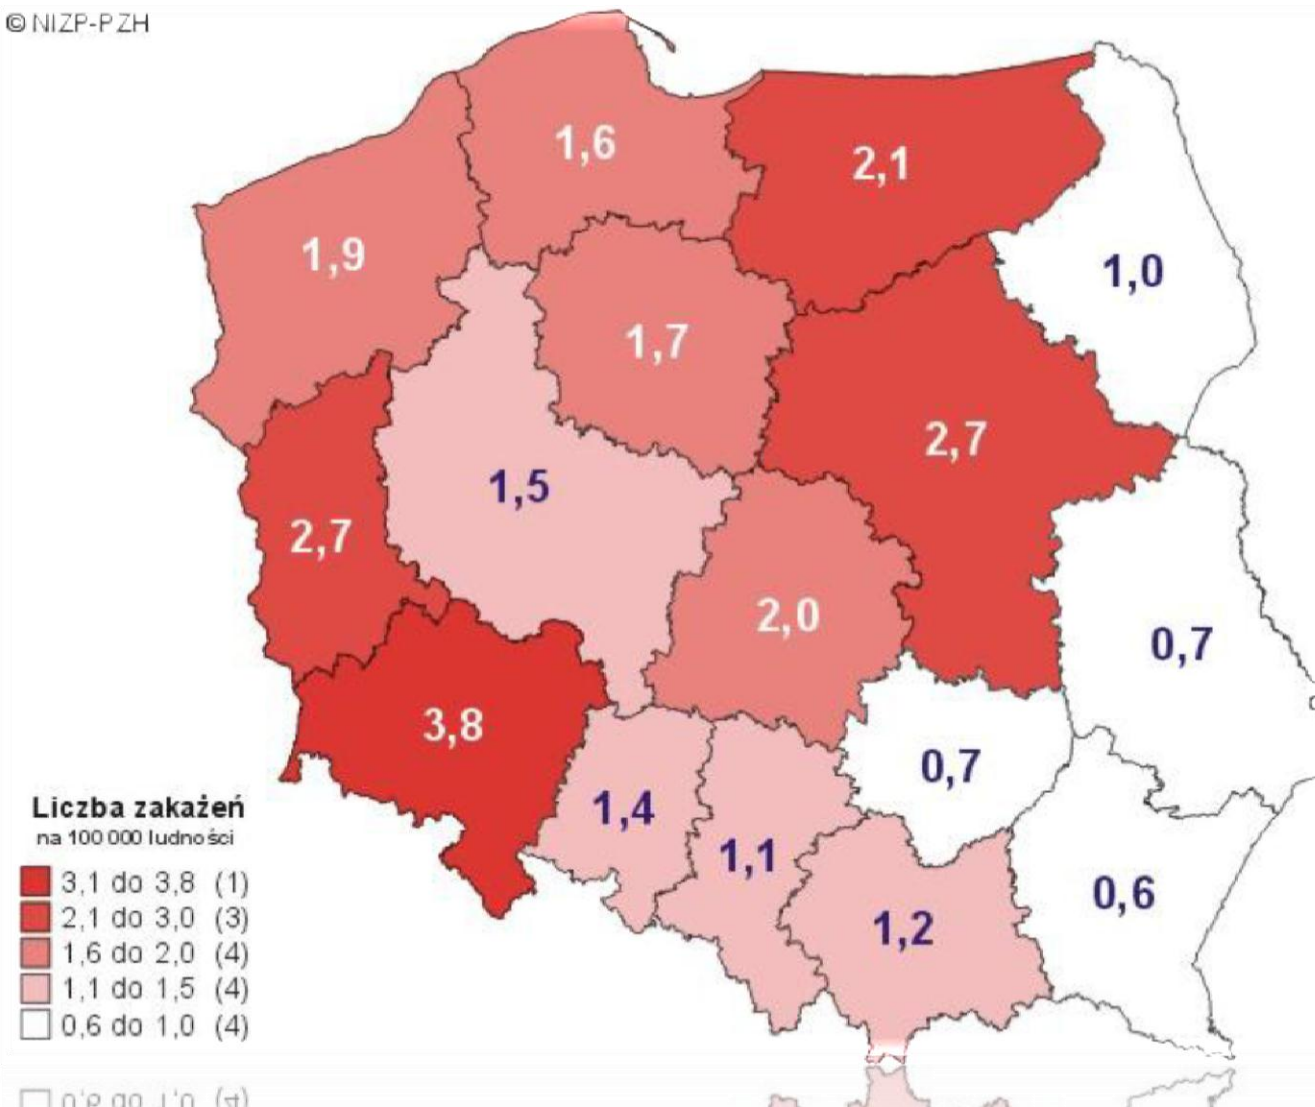 © NIZP-PZH
1,6
2,1
1,9
1,0
1,7
2,7
1,5
2,7
2,0
0,7
3,8
0,7
1,4
1,1
0,6
1,2
Liczba zakażeń
na 100 000 ludności
3,1 do 3,8 (1)
2,1 do 3,0 (3)
1,6 do 2,0 (4)
1,1 do 1,5 (4)
0,6 do 1,0 (4)